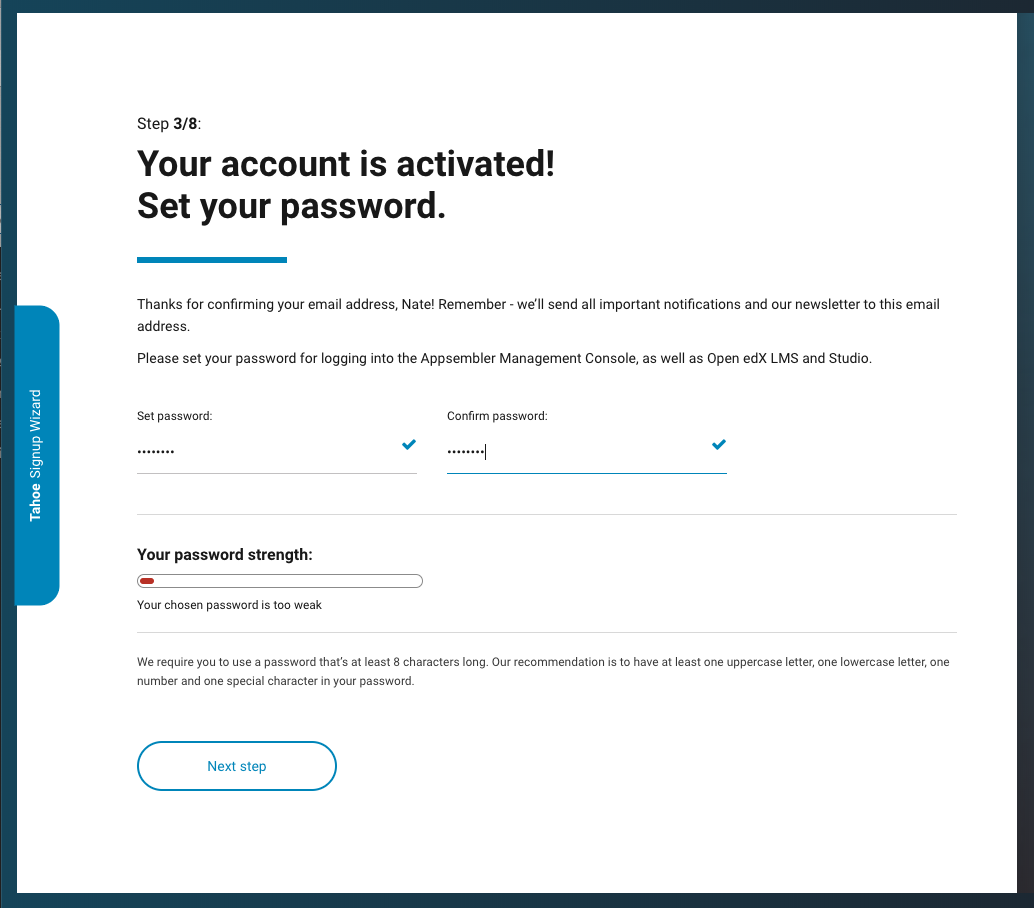 Step 3/8:
Your account is activated!
Set your password.
Thanks for confirming your email address, Nate! Remember - we’ll send all important notifications and our newsletter to this email
address.
Please set your password for logging into the Appsembler Management Console, as well as Open edX LMS and Studio.
Tahoe Signup Wizard
Set password:
Confirm password:
••••••••
••••••••
Your password strength:
Your chosen password is too weak
We require you to use a password that’s at least 8 characters long. Our recommendation is to have at least one uppercase letter, one lowercase letter, one
number and one special character in your password.
Next step